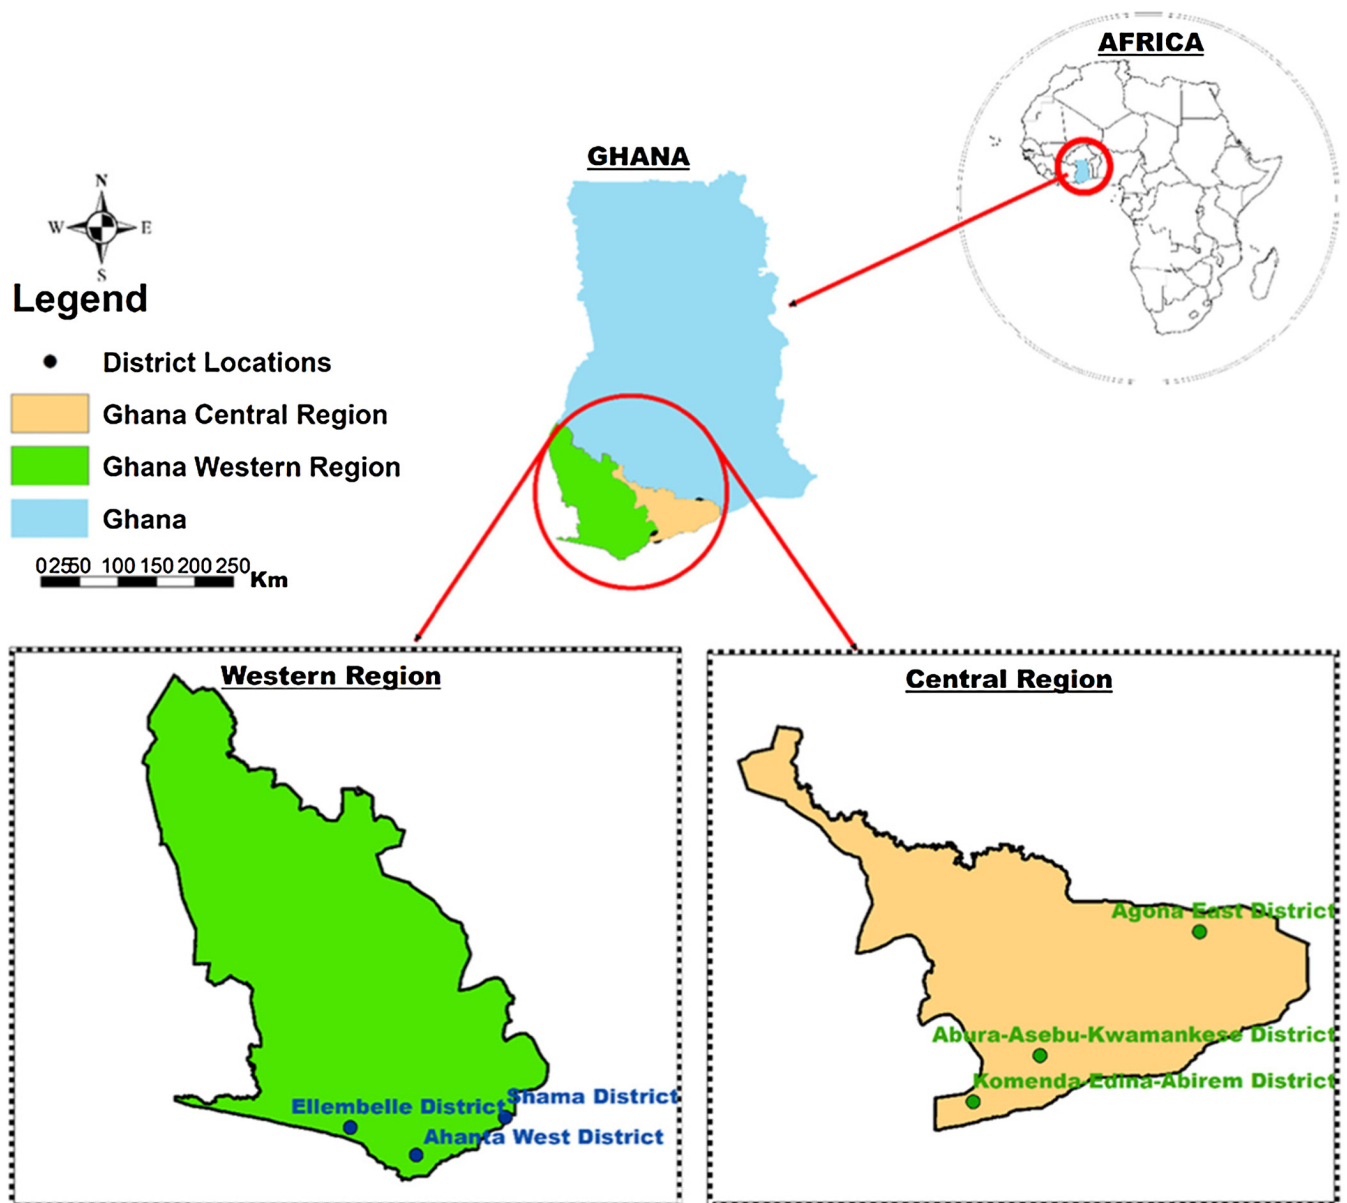 AFRICA
GHANA
N
W E
S
Legend
District Locations
Ghana Central Region
Ghana Western Region
Ghana
0 25 50 100 150 200 250 Km
Western Region
Ellembelle District
Shama District
Ahanta West District
Central Region
Agona East District
Abura-Asebu-Kwamankese District
Komenda-Edina-Abirem District